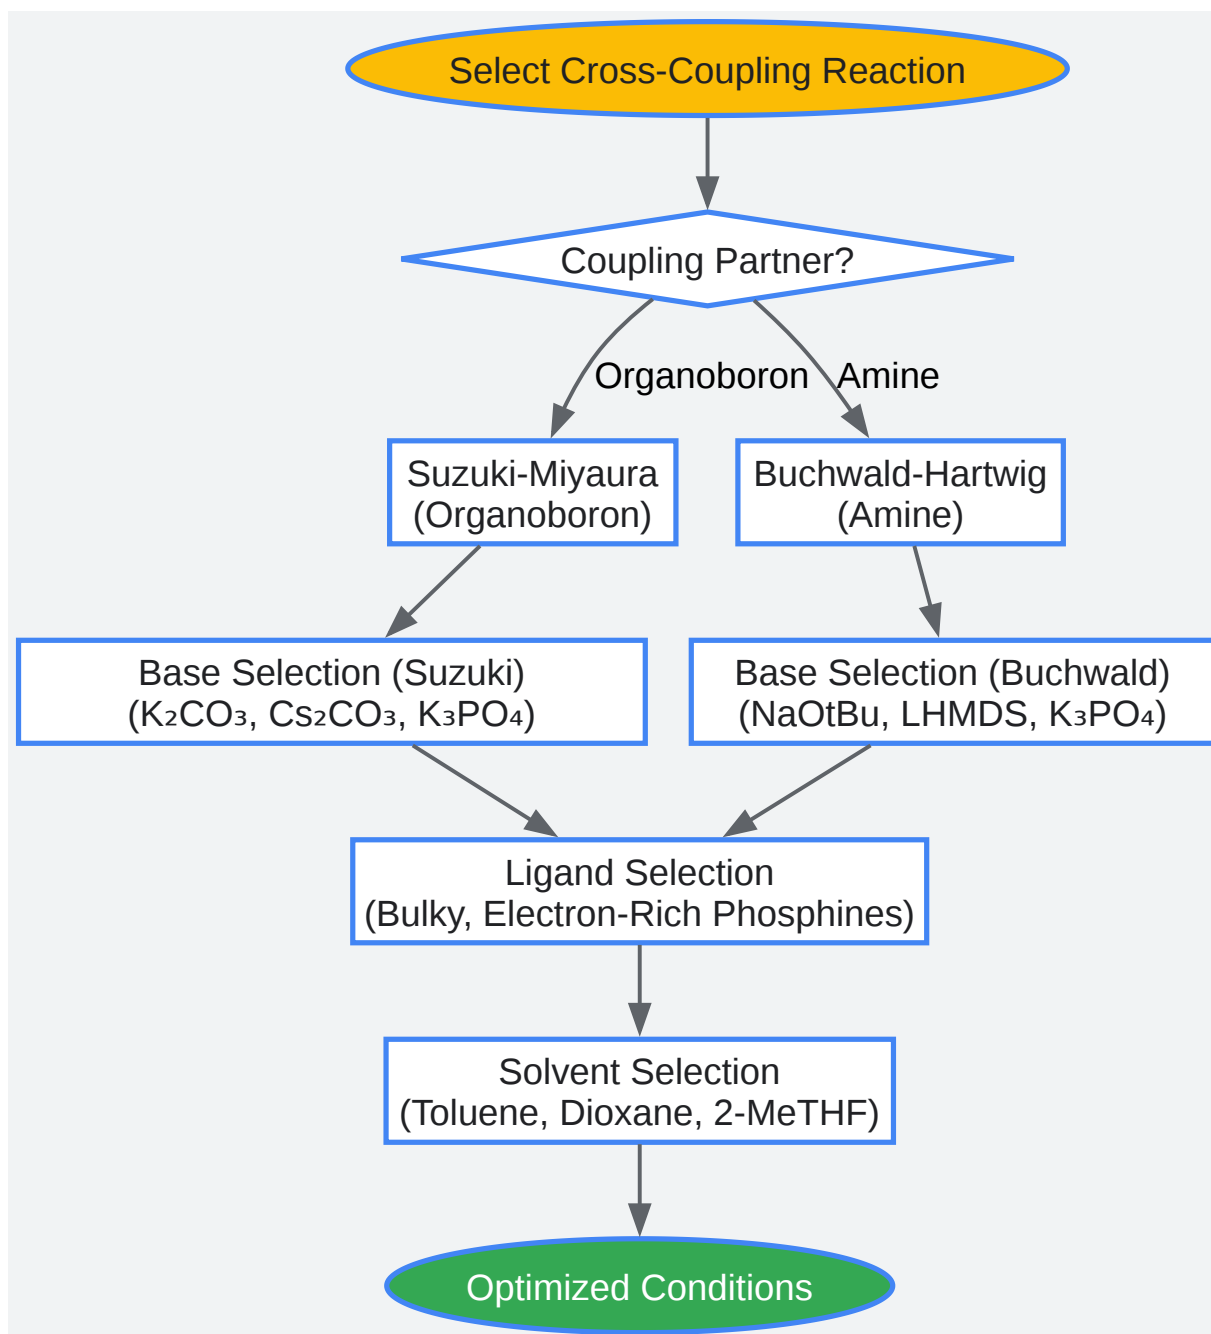 Select Cross-Coupling Reaction
Coupling Partner?
Organoboron
Amine
Suzuki-Miyaura
(Organoboron)
Buchwald-Hartwig
(Amine)
Base Selection (Suzuki)
(K₂CO₃, Cs₂CO₃, K₃PO₄)
Base Selection (Buchwald)
(NaOtBu, LHMDS, K₃PO₄)
Ligand Selection
(Bulky, Electron-Rich Phosphines)
Solvent Selection
(Toluene, Dioxane, 2-MeTHF)
Optimized Conditions